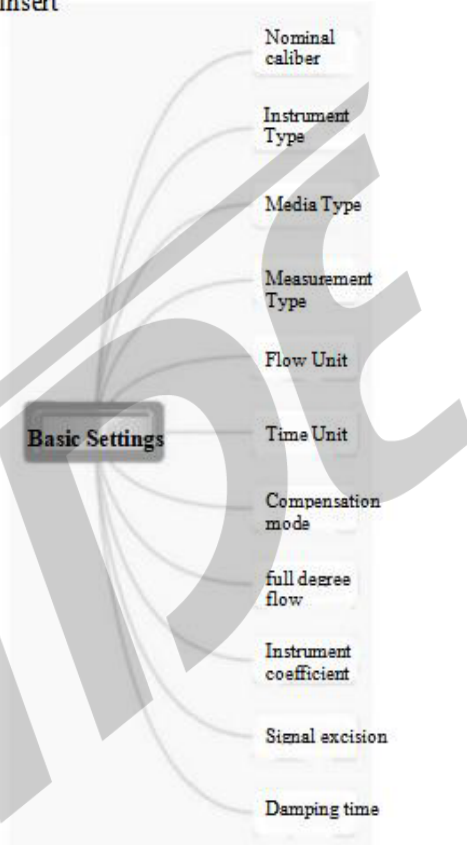 insert
Nominal
caliber
Instrument
Type
Media Type
Measurement
Type
Flow Unit
Basic Settings
Time Unit
Compensation
mode
full degree
flow
Instrument
coefficient
Signal excision
Damping time